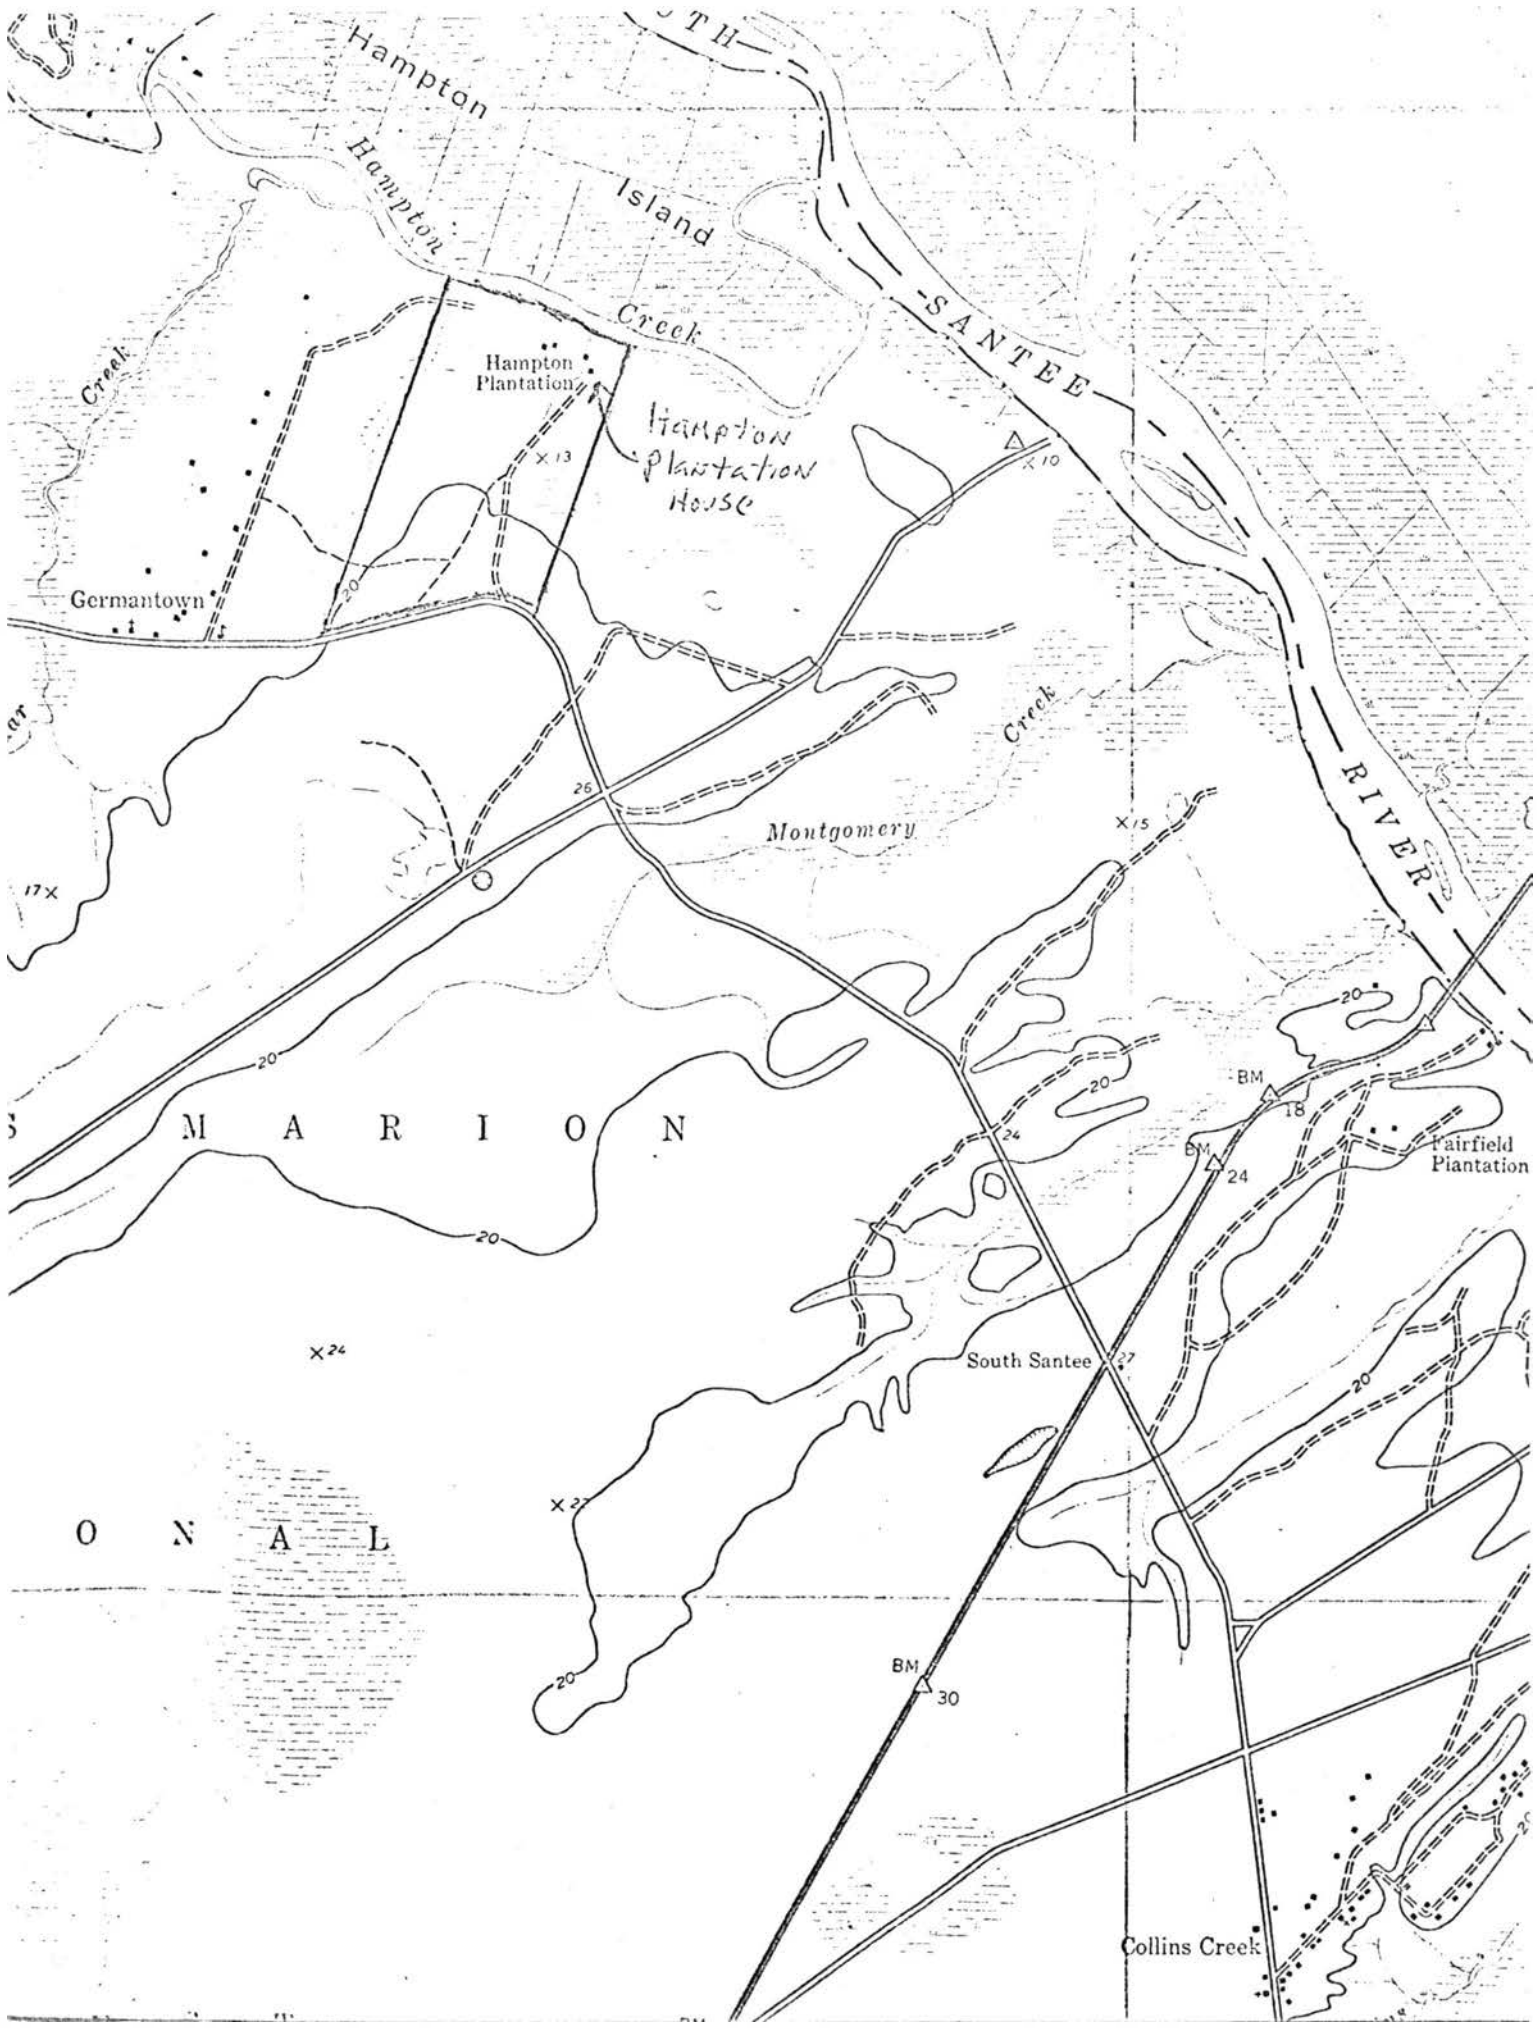 Hampton
Hampton
Island
SANTEE
Creek
Creek
Hampton
Plantation
Hampton
Plantation
House
×13
×10
20
Germantown
Creek
RIVER
26
Montgomery
×15
17×
20
20
BM
18
20
S MARION
24
BM
24
Fairfield
Plantation
20
×24
South Santee
27
20
ONAL
20
BM
30
Collins Creek